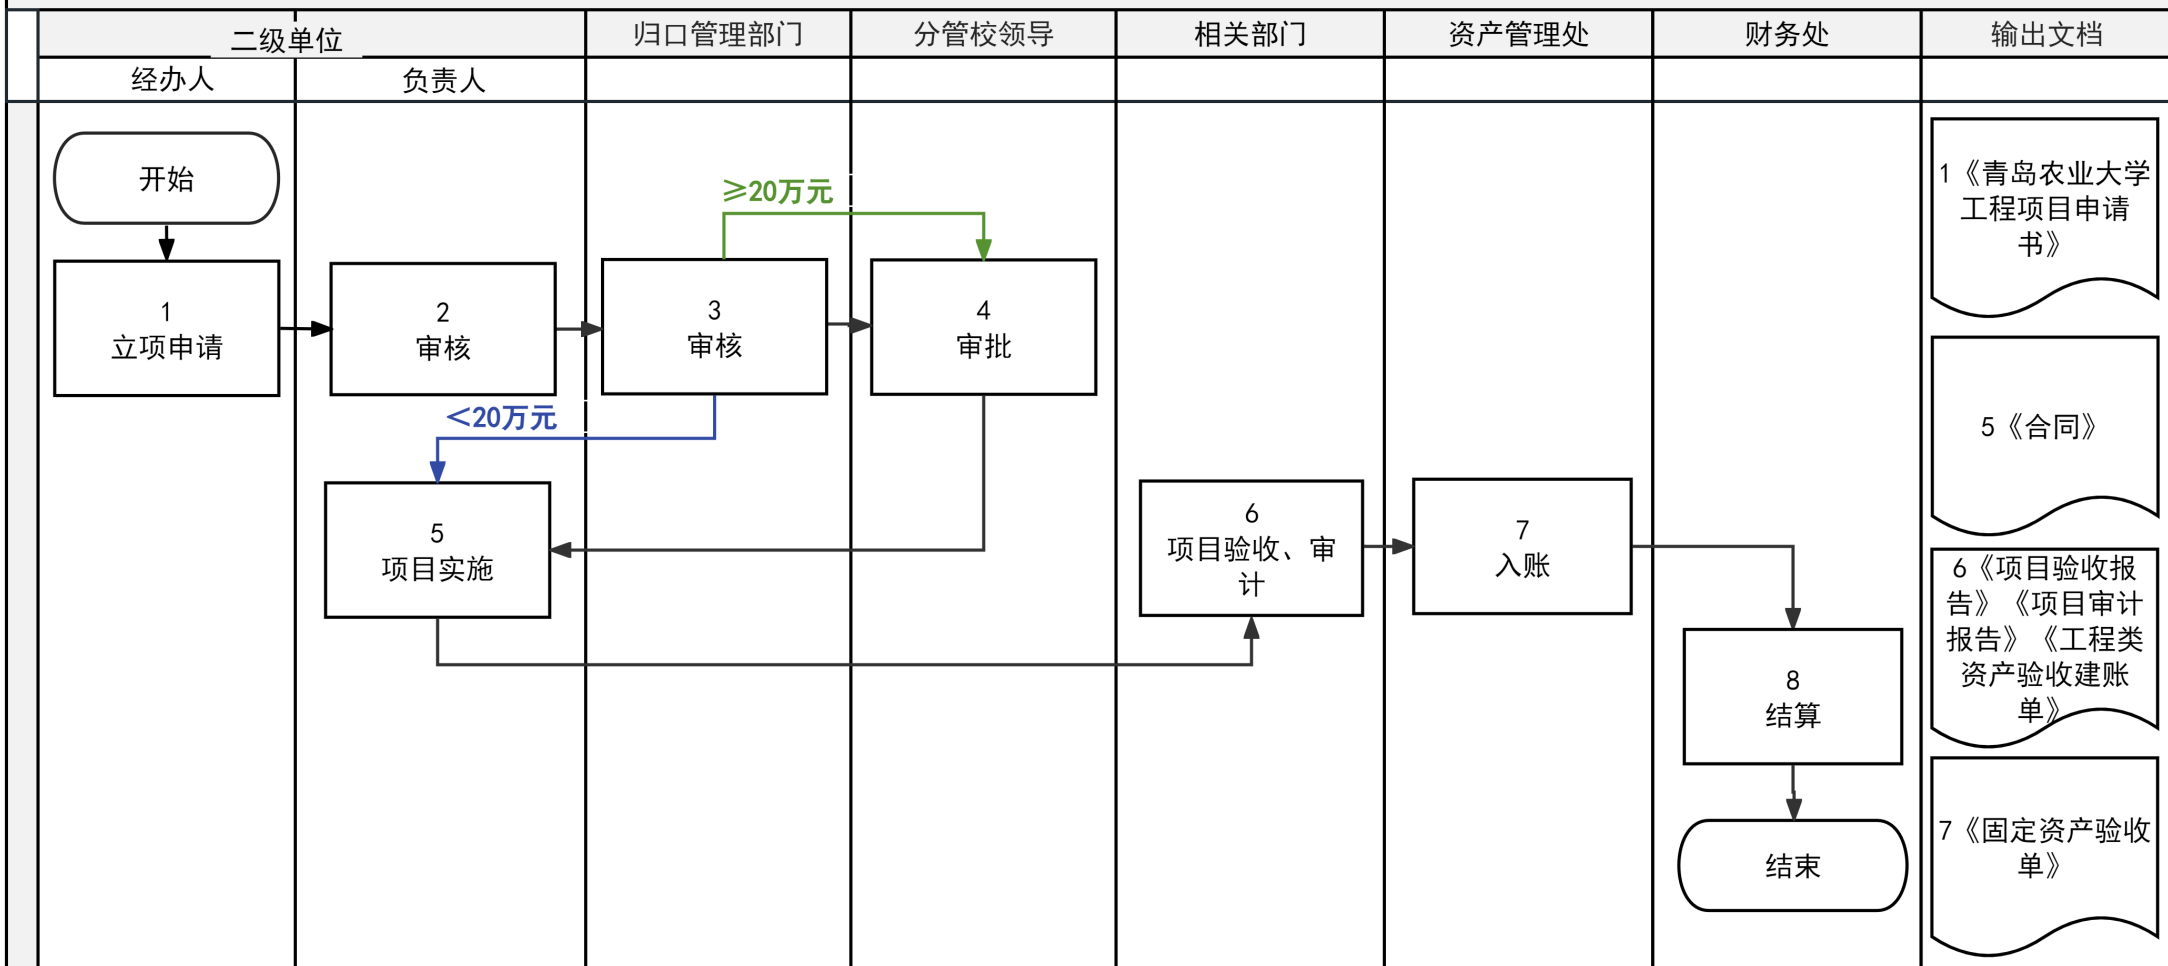 二级单位
归口管理部门
分管校领导
相关部门
资产管理处
财务处
输出文档
经办人
负责人
开始
1
立项申请
2
审核
3
审核
≥20万元
4
审批
<20万元
5
项目实施
6
项目验收、审
计
7
入账
8
结算
结束
1《青岛农业大学
工程项目申请
书》
5《合同》
6《项目验收报
告》《项目审计
报告》《工程类
资产验收建账
单》
7《固定资产验收
单》